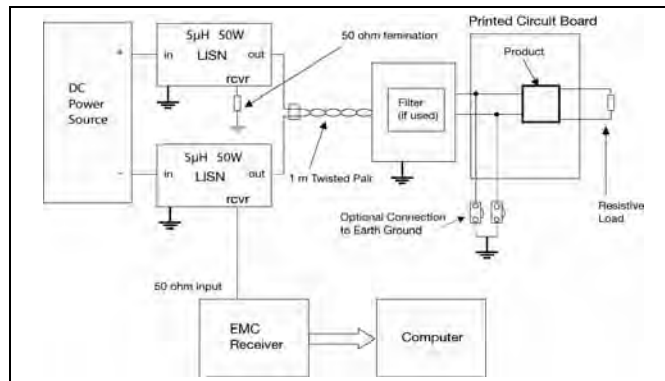 Printed Circuit Board
5µH 50W
LISN
in
out
rcvr
50 ohm femination
Product
+
DC
Power
Source
-
Filter
(if used)
5µH 50W
LISN
in
out
rcvr
1 m Twisted Pair
Optional Connection
to Earth Ground
Resistive
Load
50 ohm input
EMC
Receiver
Computer